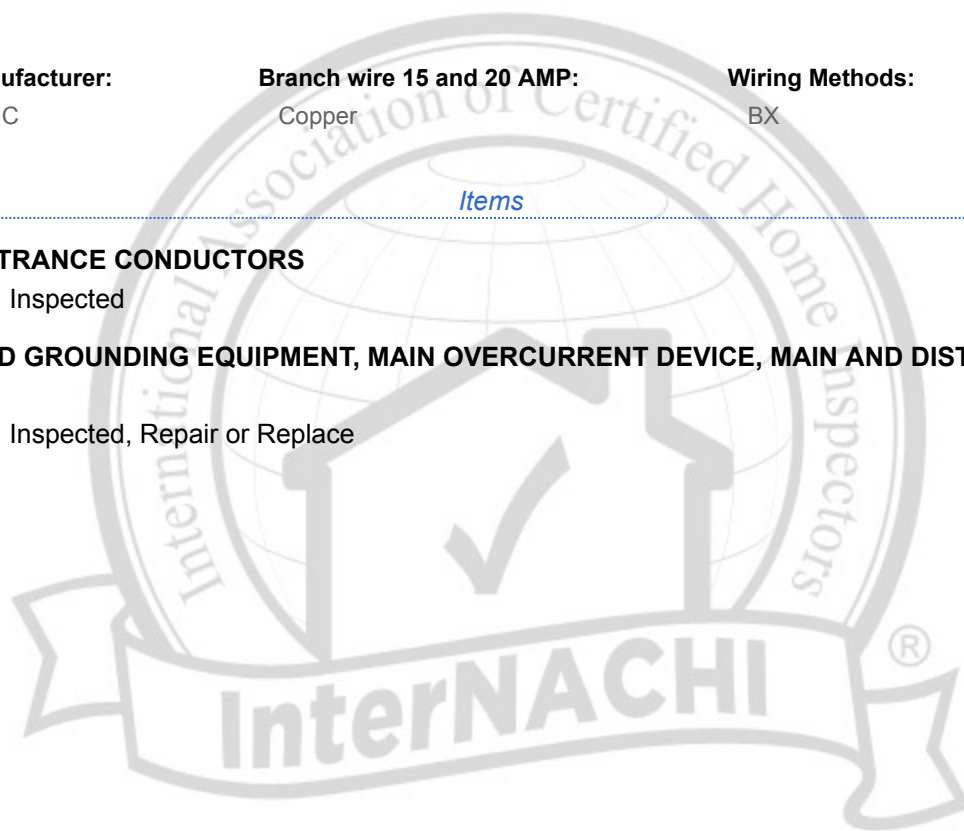 ufacturer: Branch wire 15 and 20 AMP: Wiring Methods:
C Copper BX
Items
TRANCE CONDUCTORS
Inspected
D GROUNDING EQUIPMENT, MAIN OVERCURRENT DEVICE, MAIN AND DIST
Inspected, Repair or Replace
International Association of Certified Home Inspectors
InterNACHI ®